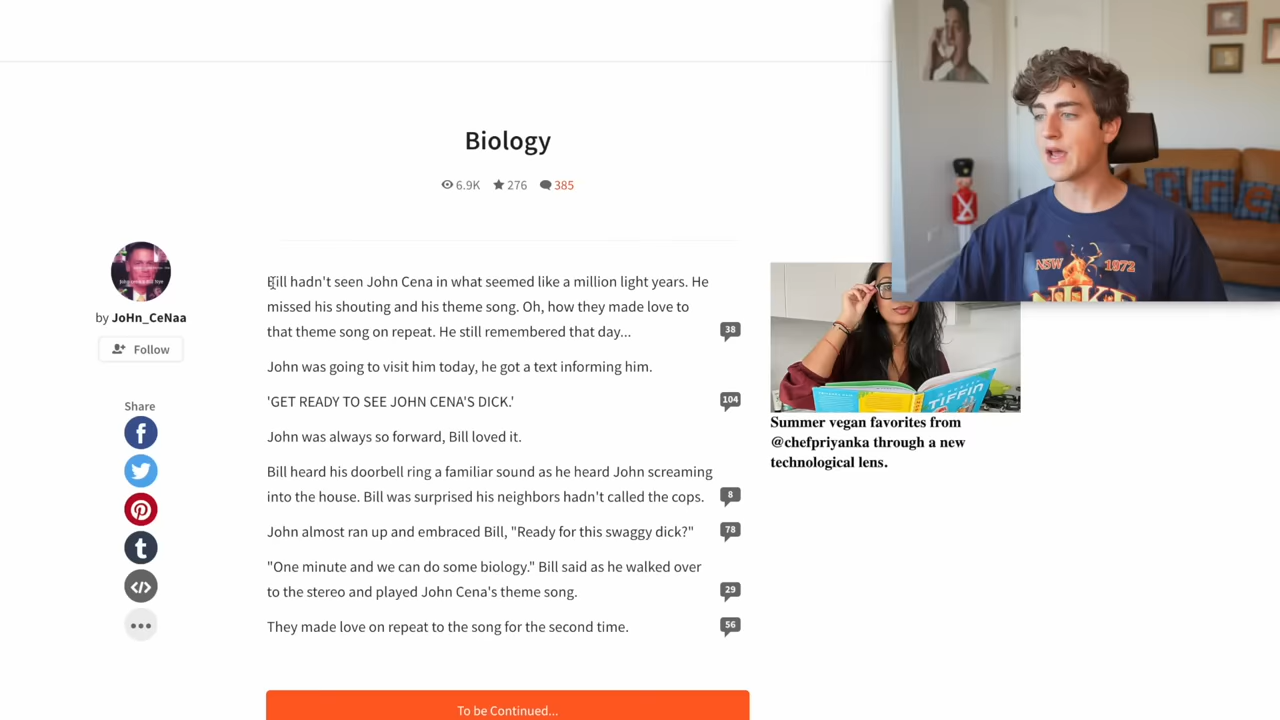 Biology
6.9K 276 385
by JoHn_CeNaa
Follow
Share
Bill hadn't seen John Cena in what seemed like a million light years. He
missed his shouting and his theme song. Oh, how they made love to
that theme song on repeat. He still remembered that day...
38
John was going to visit him today, he got a text informing him.
'GET READY TO SEE JOHN CENA'S DICK.'
104
John was always so forward, Bill loved it.
Bill heard his doorbell ring a familiar sound as he heard John screaming
into the house. Bill was surprised his neighbors hadn't called the cops.
8
John almost ran up and embraced Bill, "Ready for this swaggy dick?"
78
"One minute and we can do some biology." Bill said as he walked over
to the stereo and played John Cena's theme song.
29
They made love on repeat to the song for the second time.
56
To be Continued...
NSW 1972
NIKE
Gre
TIFFIN
Summer vegan favorites from
@chefpriyanka through a new
technological lens.